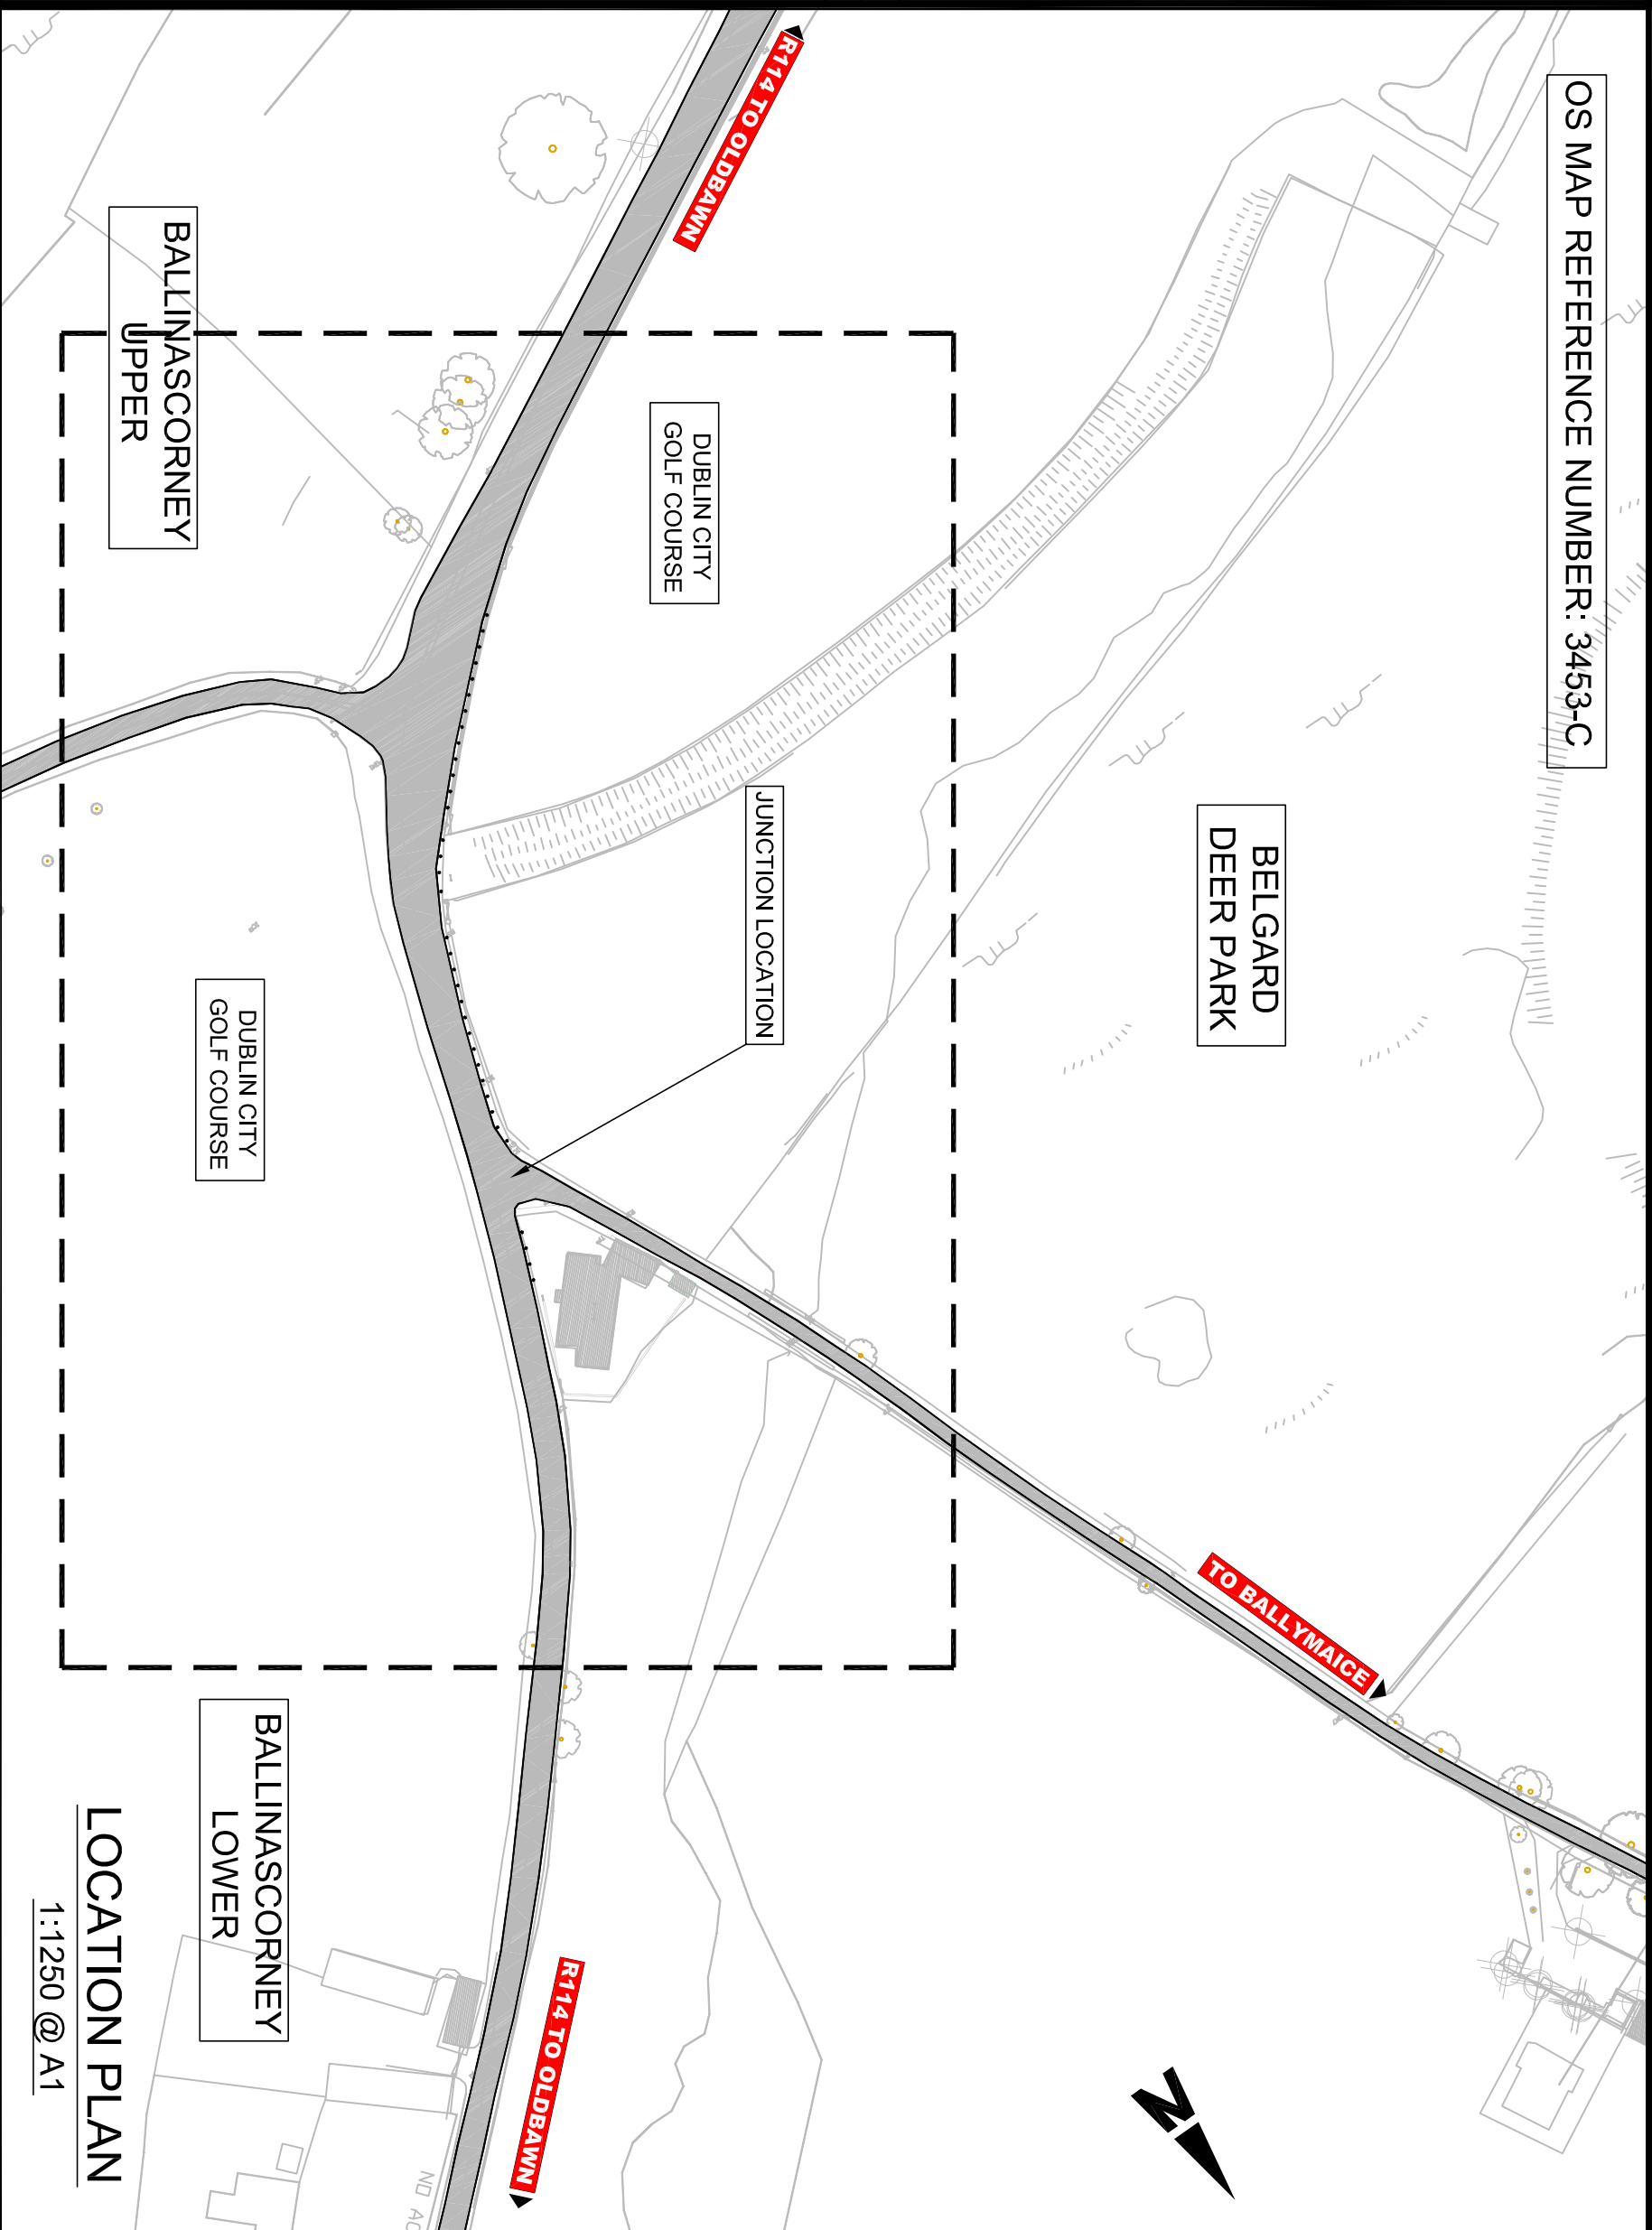 OS MAP REFERENCE NUMBER: 3453-C
BELGARD
DEER PARK
TO BALLYMAICE
R114 TO OLDBAWN
DUBLIN CITY
GOLF COURSE
JUNCTION LOCATION
R114 TO OLDBAWN
N
BALLINASCORNEY
UPPER
DUBLIN CITY
GOLF COURSE
BALLINASCORNEY
LOWER
LOCATION PLAN
1:1250 @ A1